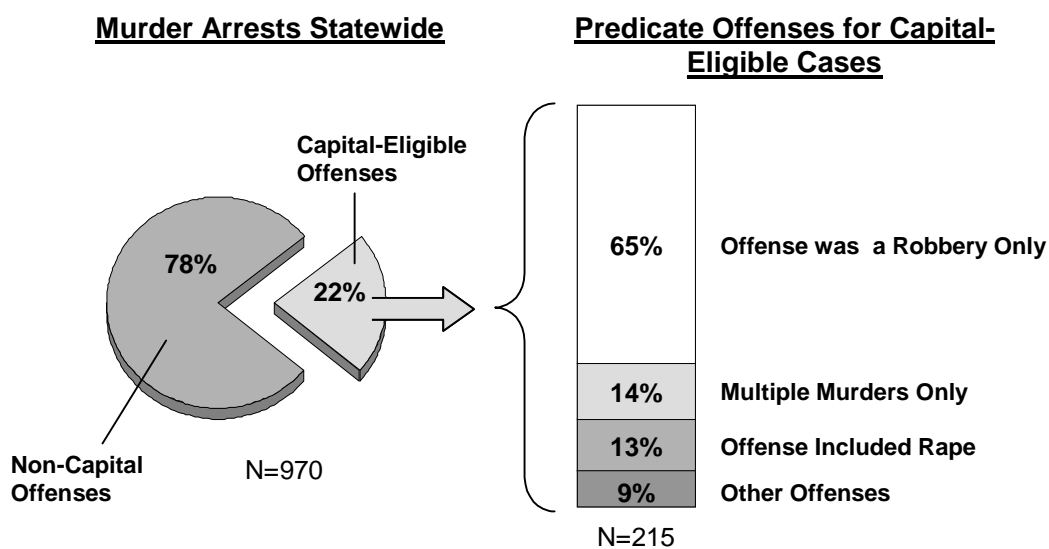 Murder Arrests Statewide
Predicate Offenses for Capital-
Eligible Cases
Capital-Eligible
Offenses
78%
22%
Non-Capital
Offenses
N=970
65%
Offense was a Robbery Only
14%
Multiple Murders Only
13%
Offense Included Rape
9%
Other Offenses
N=215